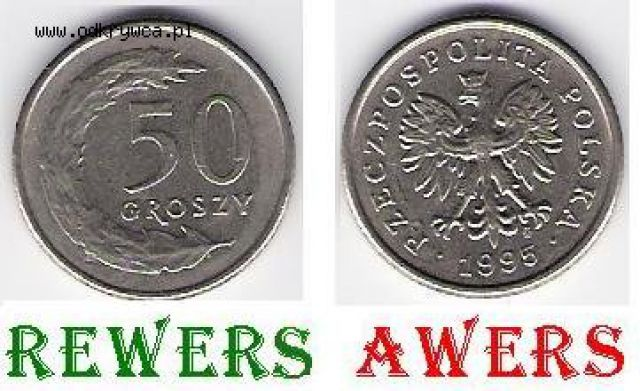 www.odkrywca.pl
50
GROSZY
RZECZPOSPOLITA POLSKA
1995
REWERS
AWERS